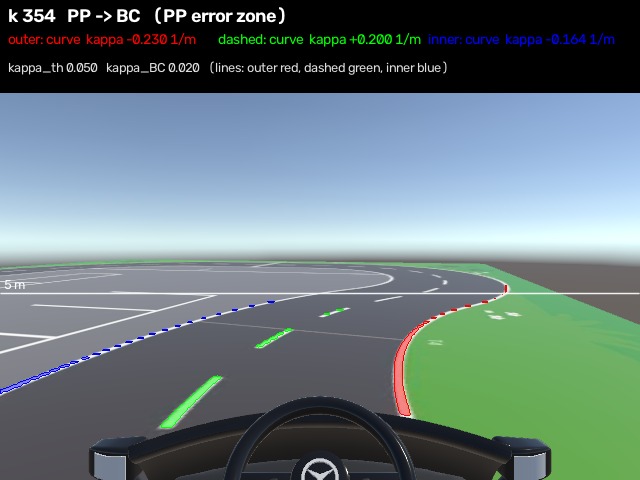 k 354 PP -> BC (PP error zone)
outer: curve kappa -0.230 1/m dashed: curve kappa +0.200 1/m inner: curve kappa -0.164 1/m
kappa_th 0.050 kappa_BC 0.020 (lines: outer red, dashed green, inner blue)
5 m